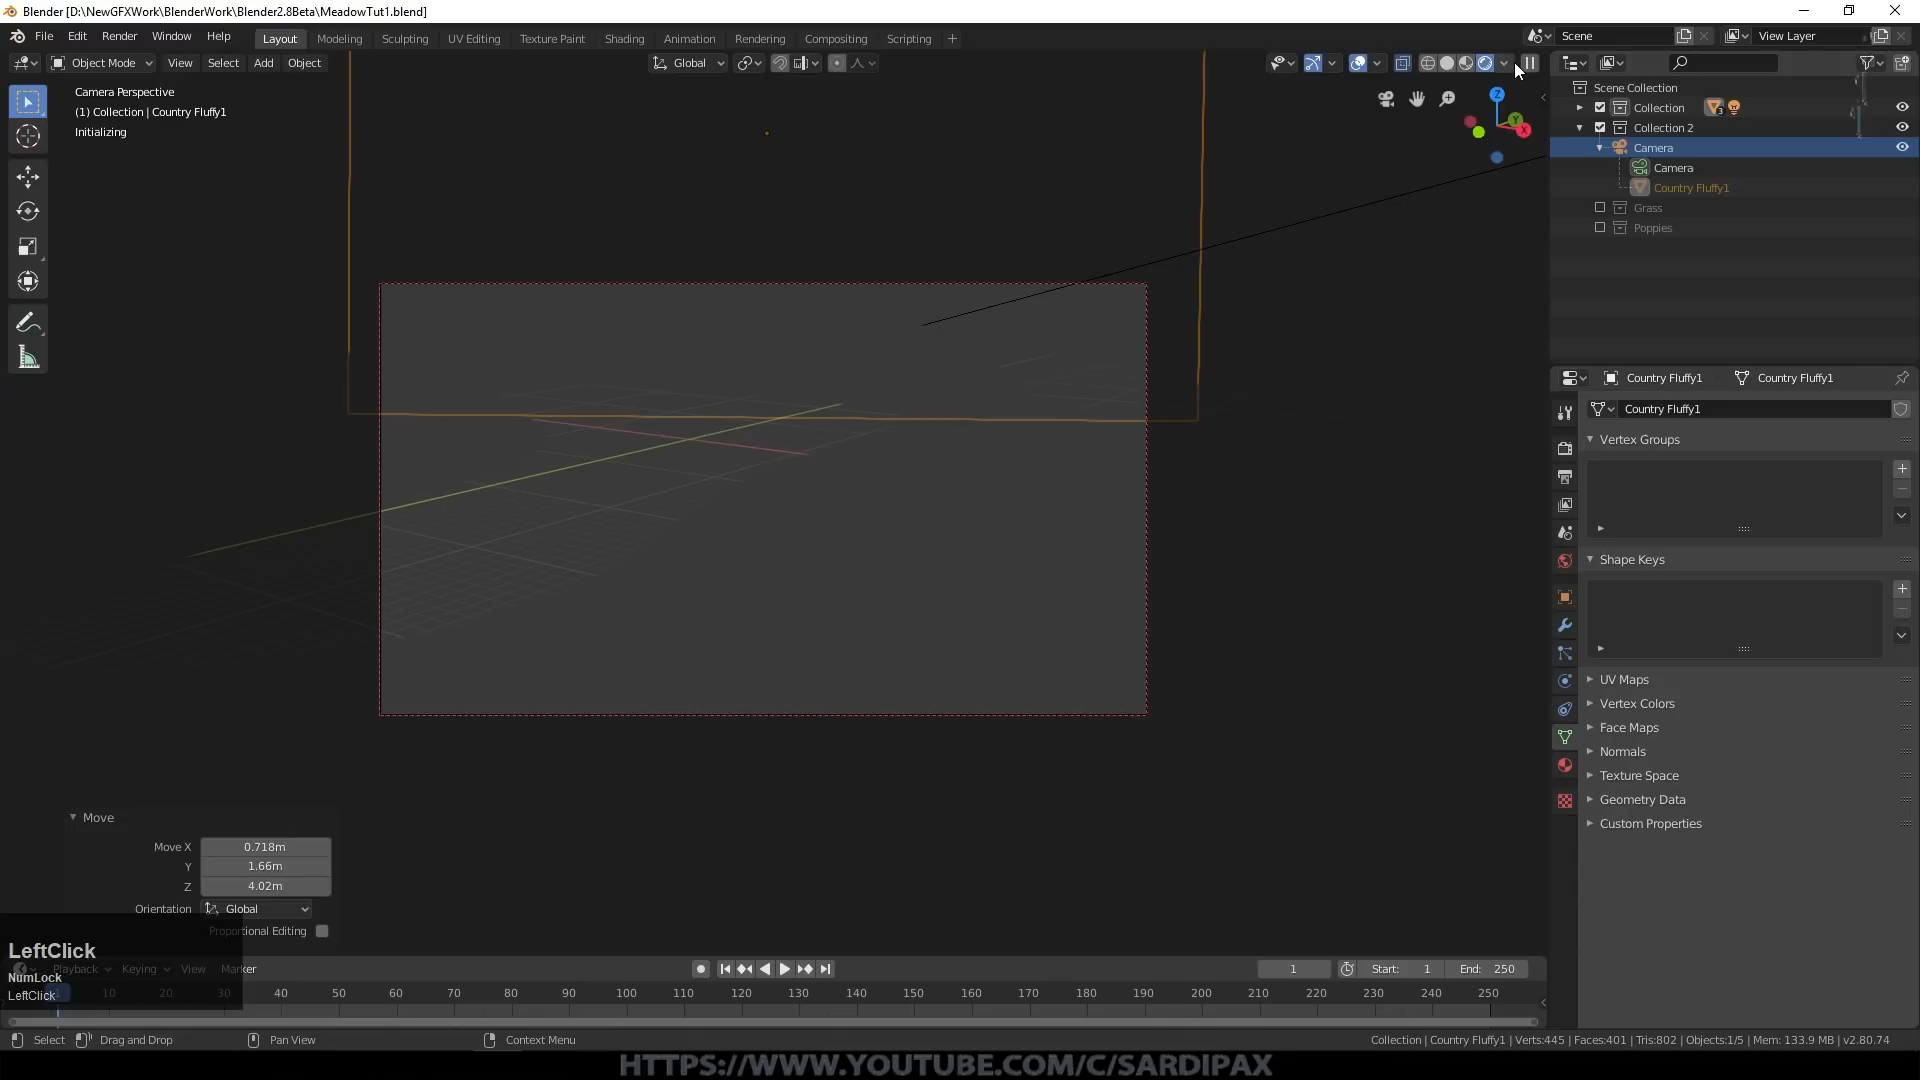 Blender [D:\NewGFXWork\BlenderWork\Blender2.8Beta\MeadowTut1.blend]
File Edit Render Window Help Layout Modeling Sculpting UV Editing Texture Paint Shading Animation Rendering Compositing Scripting + Scene View Layer
Object Mode View Select Add Object Global
Camera Perspective
(1) Collection | Country Fluffy1
Initializing
Z
Y
X
Scene Collection
Collection 3
Collection 2
Camera
Camera
Country Fluffy1
Grass
Poppies
Country Fluffy1 Country Fluffy1
Country Fluffy1
Vertex Groups
Shape Keys
UV Maps
Vertex Colors
Face Maps
Normals
Texture Space
Geometry Data
Custom Properties
Move
Move X 0.718m
Y 1.66m
Z 4.02m
Orientation Global
Proportional Editing
LeftClick
NumLock
LeftClick
Playback Keying View Marker 1 Start: 1 End: 250
1 10 20 30 40 50 60 70 80 90 100 110 120 130 140 150 160 170 180 190 200 210 220 230 240 250
Select Drag and Drop Pan View Context Menu Collection | Country Fluffy1 | Verts:445 | Faces:401 | Tris:802 | Objects:1/5 | Mem: 133.9 MB | v2.80.74
HTTPS://WWW.YOUTUBE.COM/C/SARDIPAX